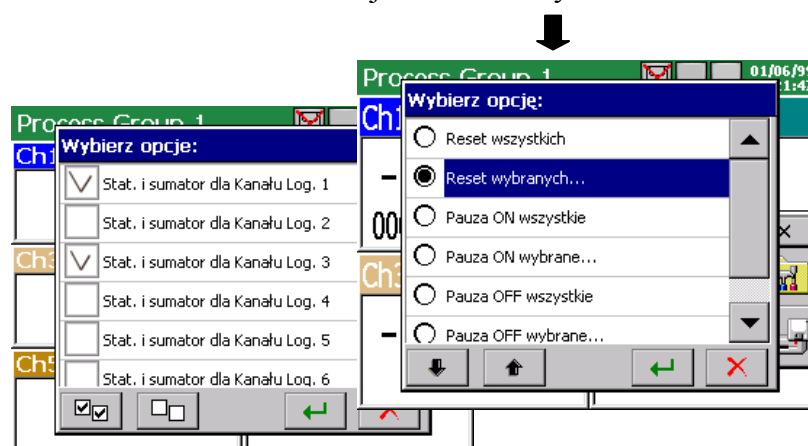 Process Group 1
Ch1
Wybierz opcje:
Stat. i sumator dla Kanału Log. 1
Stat. i sumator dla Kanału Log. 2
Ch3
Stat. i sumator dla Kanału Log. 3
Stat. i sumator dla Kanału Log. 4
Stat. i sumator dla Kanału Log. 5
Ch5
Stat. i sumator dla Kanału Log. 6
Process Group 1
01/06/99
Ch1
Wybierz opcję:
Reset wszystkich
Reset wybranych...
Pauza ON wszystkie
Pauza ON wybrane...
Ch3
Pauza OFF wszystkie
Pauza OFF wybrane...